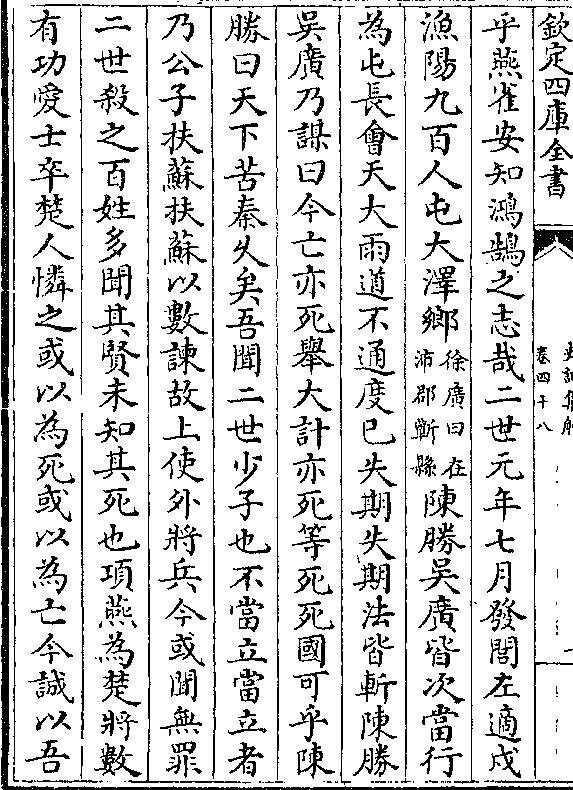 欽定四庫全書
卷四十八
乎燕雀安知鴻鵠之志哉二世元年七月發閭左適戍
漁陽九百人屯大澤鄉徐廣曰在沛郡蘄縣陳勝吳廣皆次當行
為屯長會天大雨道不通度已失期失期法皆斬陳勝
吳廣乃謀曰今亡亦死舉大計亦死等死死國可乎陳
勝曰天下苦秦久矣吾聞二世少子也不當立當立者
乃公子扶蘇扶蘇以數諫故上使外將兵今或聞無罪
二世殺之百姓多聞其賢未知其死也項燕為楚將數
有功愛士卒楚人憐之或以為死或以為亡今誠以吾